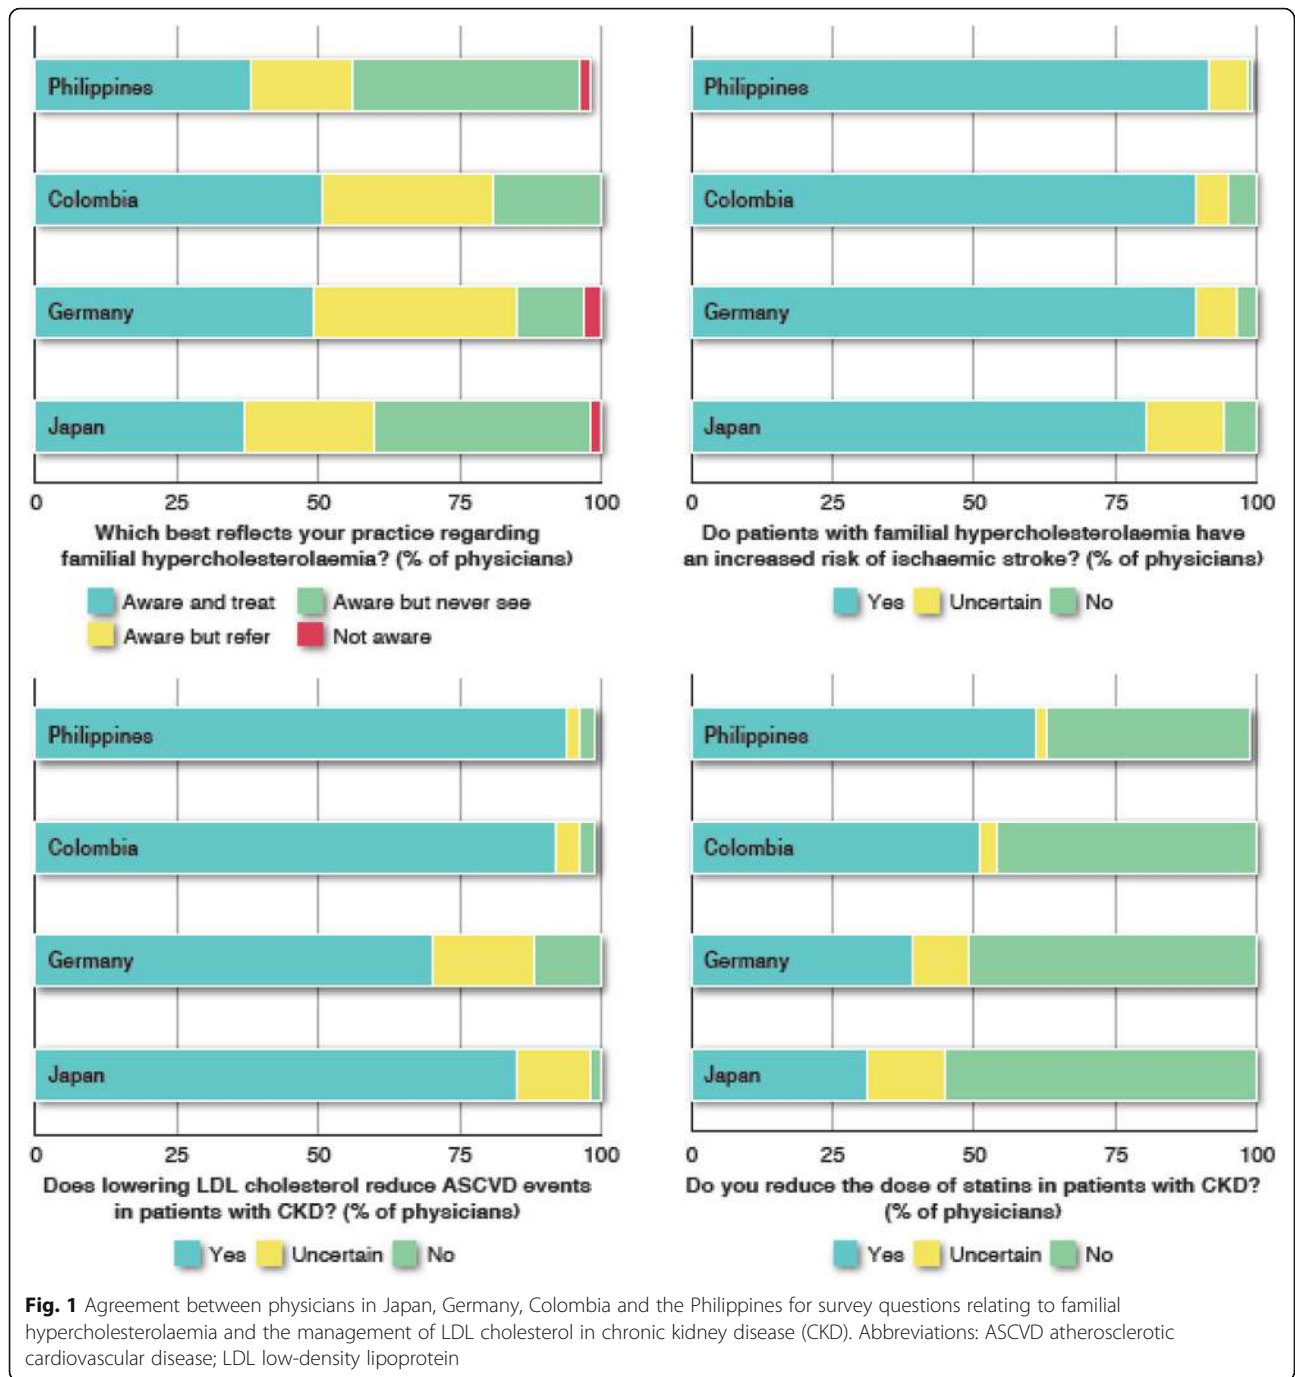 Philippines
Colombia
Germany
Japan
0 25 50 75 100
Which best reflects your practice regarding
familial hypercholesterolaemia? (% of physicians)
Aware and treat Aware but never see
Aware but refer Not aware
Philippines
Colombia
Germany
Japan
0 25 50 75 100
Do patients with familial hypercholesterolaemia have
an increased risk of ischaemic stroke? (% of physicians)
Yes Uncertain No
Philippines
Colombia
Germany
Japan
0 25 50 75 100
Does lowering LDL cholesterol reduce ASCVD events
in patients with CKD? (% of physicians)
Yes Uncertain No
Philippines
Colombia
Germany
Japan
0 25 50 75 100
Do you reduce the dose of statins in patients with CKD?
(% of physicians)
Yes Uncertain No
Fig. 1 Agreement between physicians in Japan, Germany, Colombia and the Philippines for survey questions relating to familial
hypercholesterolaemia and the management of LDL cholesterol in chronic kidney disease (CKD). Abbreviations: ASCVD atherosclerotic
cardiovascular disease; LDL low-density lipoprotein